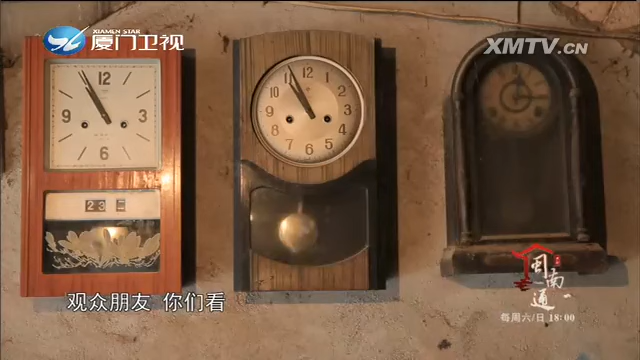 XIAMEN STAR
厦门卫视
XMTV.CN
12
3
6
9
23
11 12 1
10 2
9 3
8 4
7 6 5
观众朋友 你们看
闽南通
每周六/日 18:00